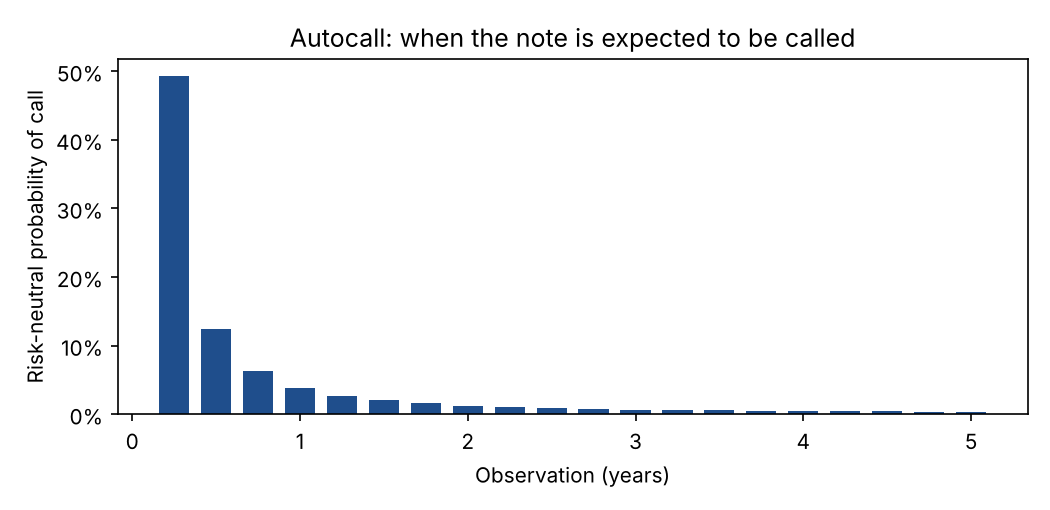 Autocall: when the note is expected to be called
Risk-neutral probability of call
50%
40%
30%
20%
10%
0%
0 1 2 3 4 5
Observation (years)